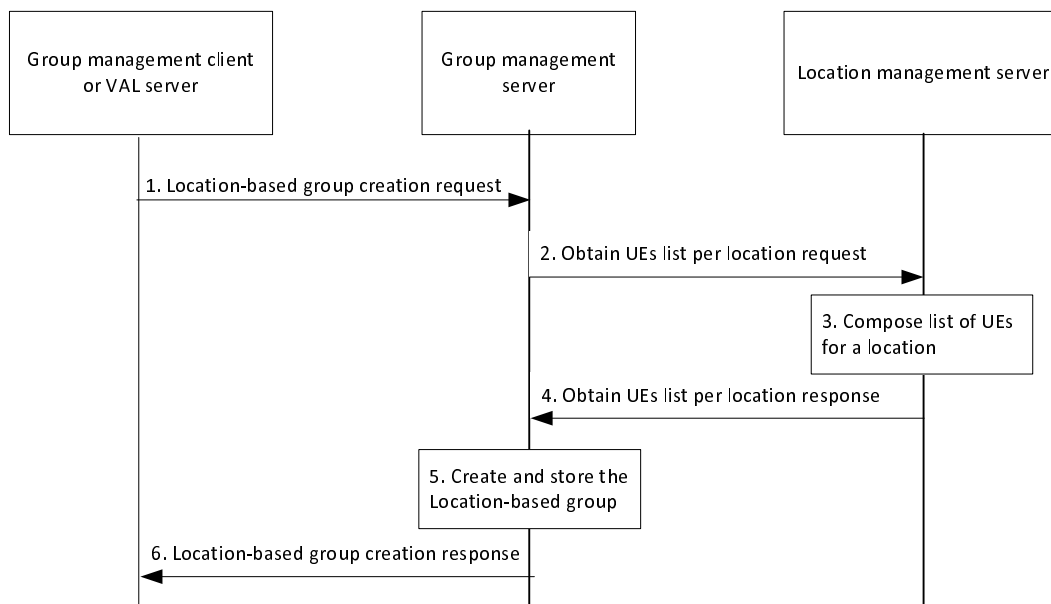 Group management client
or VAL server
Group management
server
Location management server
1. Location-based group creation request
2. Obtain UEs list per location request
3. Compose list of UEs
for a location
4. Obtain UEs list per location response
5. Create and store the
Location-based group
6. Location-based group creation response